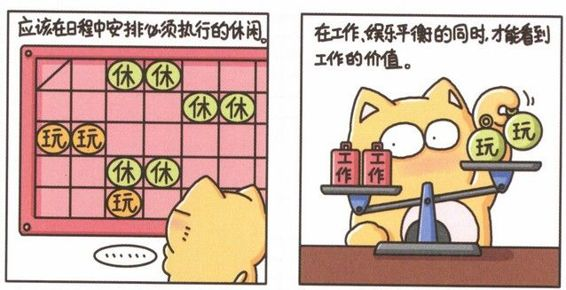 应该在日程中安排必须执行的休闲。
休 休
休 休
玩 玩
休 休
玩
......
在工作、娱乐平衡的同时,才能看到
工作的价值。
工作 工作
玩 玩